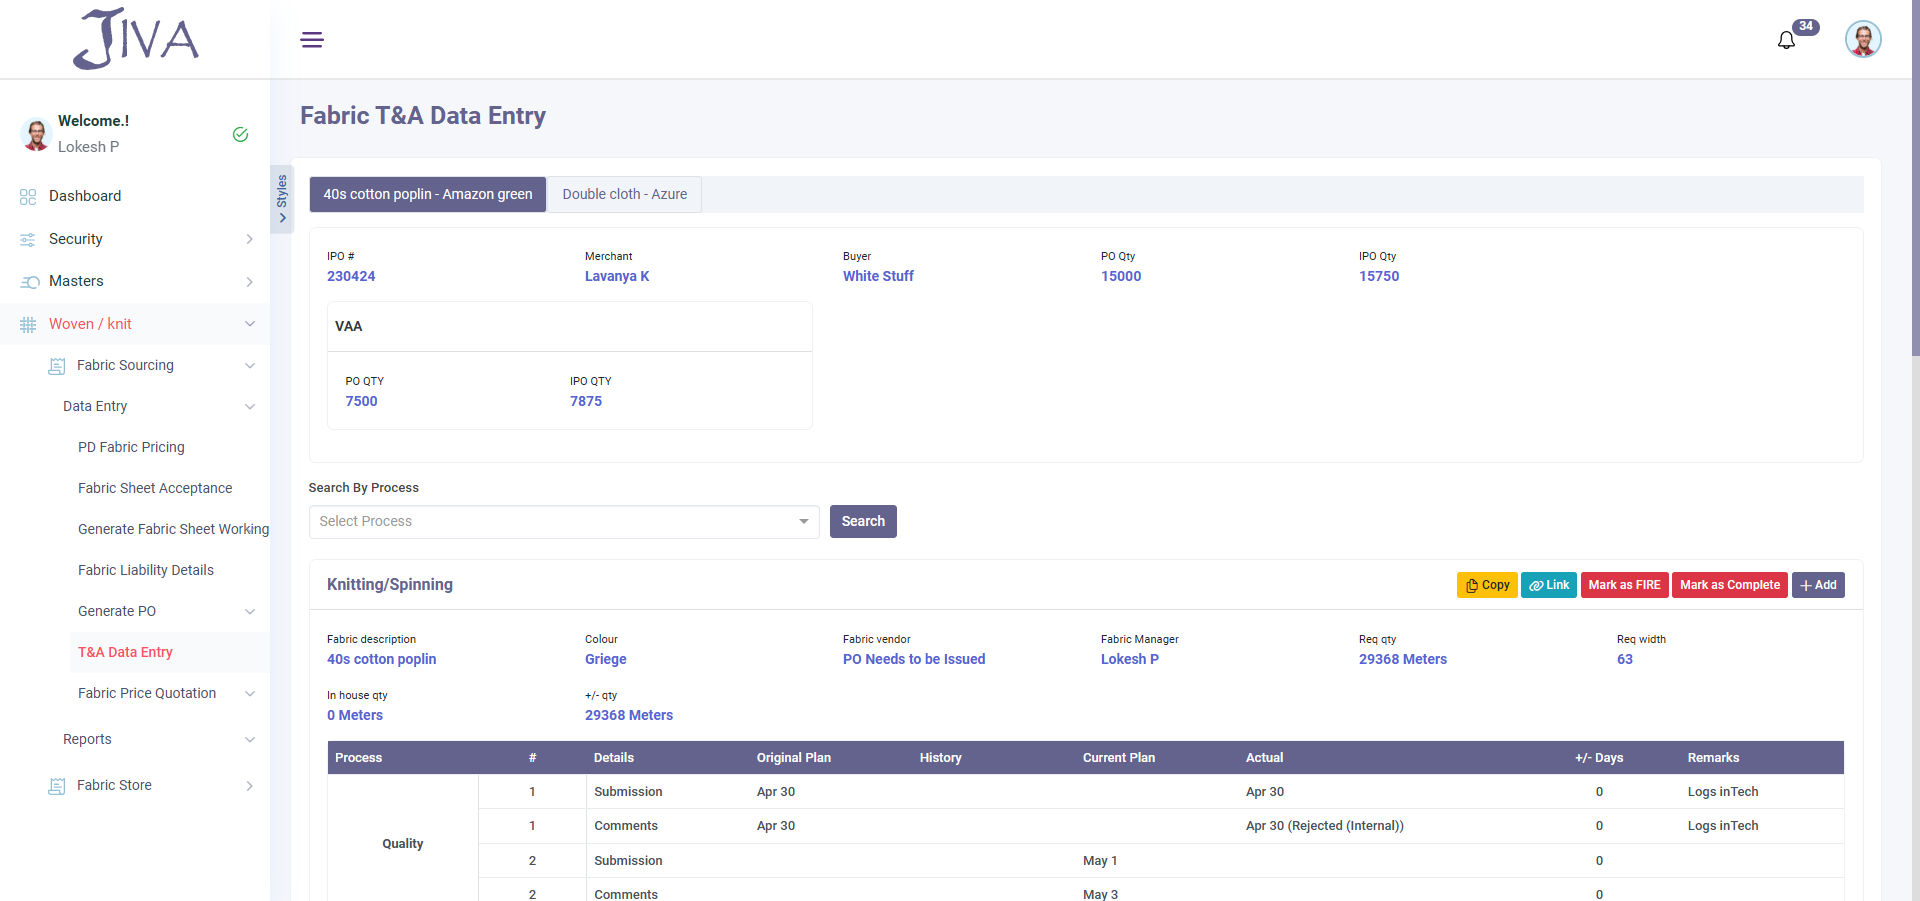 JIVA
34
Welcome.!
Lokesh P
Dashboard
Security
Masters
Woven / knit
Fabric Sourcing
Data Entry
PD Fabric Pricing
Fabric Sheet Acceptance
Generate Fabric Sheet Working
Fabric Liability Details
Generate PO
T&A Data Entry
Fabric Price Quotation
Reports
Fabric Store
Styles
Fabric T&A Data Entry
40s cotton poplin - Amazon green Double cloth - Azure
IPO # Merchant Buyer PO Qty IPO Qty
230424 Lavanya K White Stuff 15000 15750
VAA
PO QTY IPO QTY
7500 7875
Search By Process
Select Process Search
Knitting/Spinning Copy Link Mark as FIRE Mark as Complete + Add
Fabric description Colour Fabric vendor Fabric Manager Req qty Req width
40s cotton poplin Griege PO Needs to be Issued Lokesh P 29368 Meters 63
In house qty +/- qty
0 Meters 29368 Meters
Process # Details Original Plan History Current Plan Actual +/- Days Remarks
1 Submission Apr 30 Apr 30 0 Logs inTech
1 Comments Apr 30 Apr 30 (Rejected (Internal)) 0 Logs inTech
Quality
2 Submission May 1 0
2 Comments May 3 0